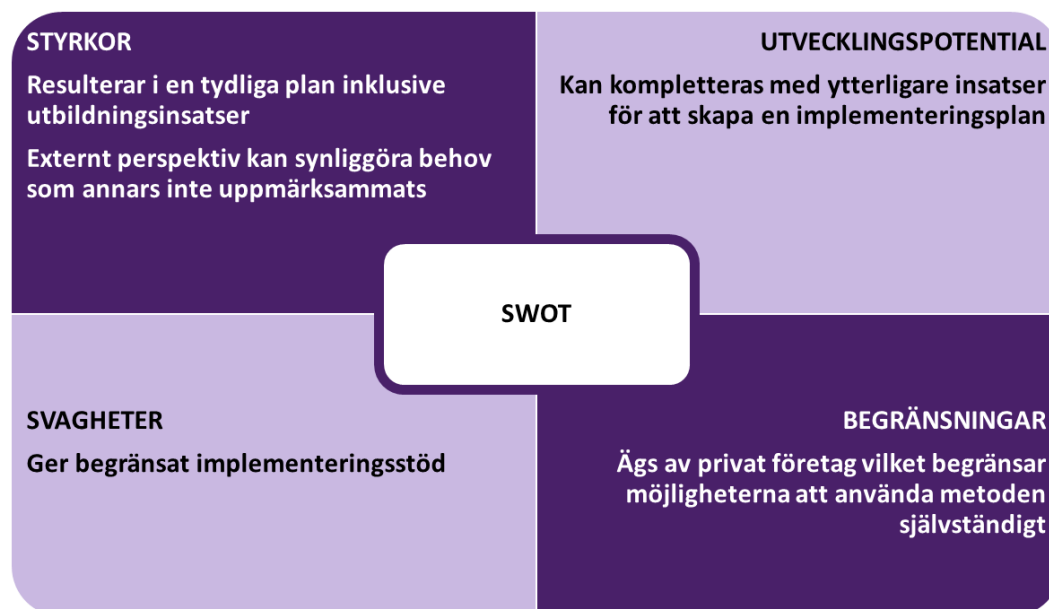 STYRKOR
Resulterar i en tydliga plan inklusive
utbildningsinsatser
Externt perspektiv kan synliggöra behov
som annars inte uppmärksammats
UTVECKLINGSPOTENTIAL
Kan kompletteras med ytterligare insatser
för att skapa en implementeringsplan
SWOT
SVAGHETER
Ger begränsat implementeringsstöd
BEGRÄNSNINGAR
Ägs av privat företag vilket begränsar
möjligheterna att använda metoden
självständigt